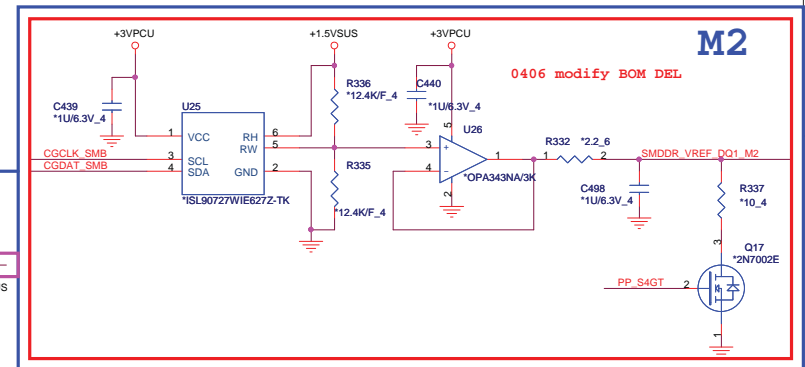 M2
+3VPCU
+1.5VSUS
+3VPCU
0406 modify BOM DEL
C439
*1U/6.3V_4
U25
1
VCC
3
SCL
4
SDA
RH
6
RW
5
GND
2
*ISL90727WIE627Z-TK
CGCLK_SMB
CGDAT_SMB
R336
*12.4K/F_4
R335
*12.4K/F_4
C440
*1U/6.3V_4
U26
5
3
+
4
-
1
2
*OPA343NA/3K
R332
*2.2_6
1
2
SMDDR_VREF_DQ1_M2
C498
*1U/6.3V_4
R337
*10_4
3
Q17
*2N7002E
PP_S4GT
2
1
US